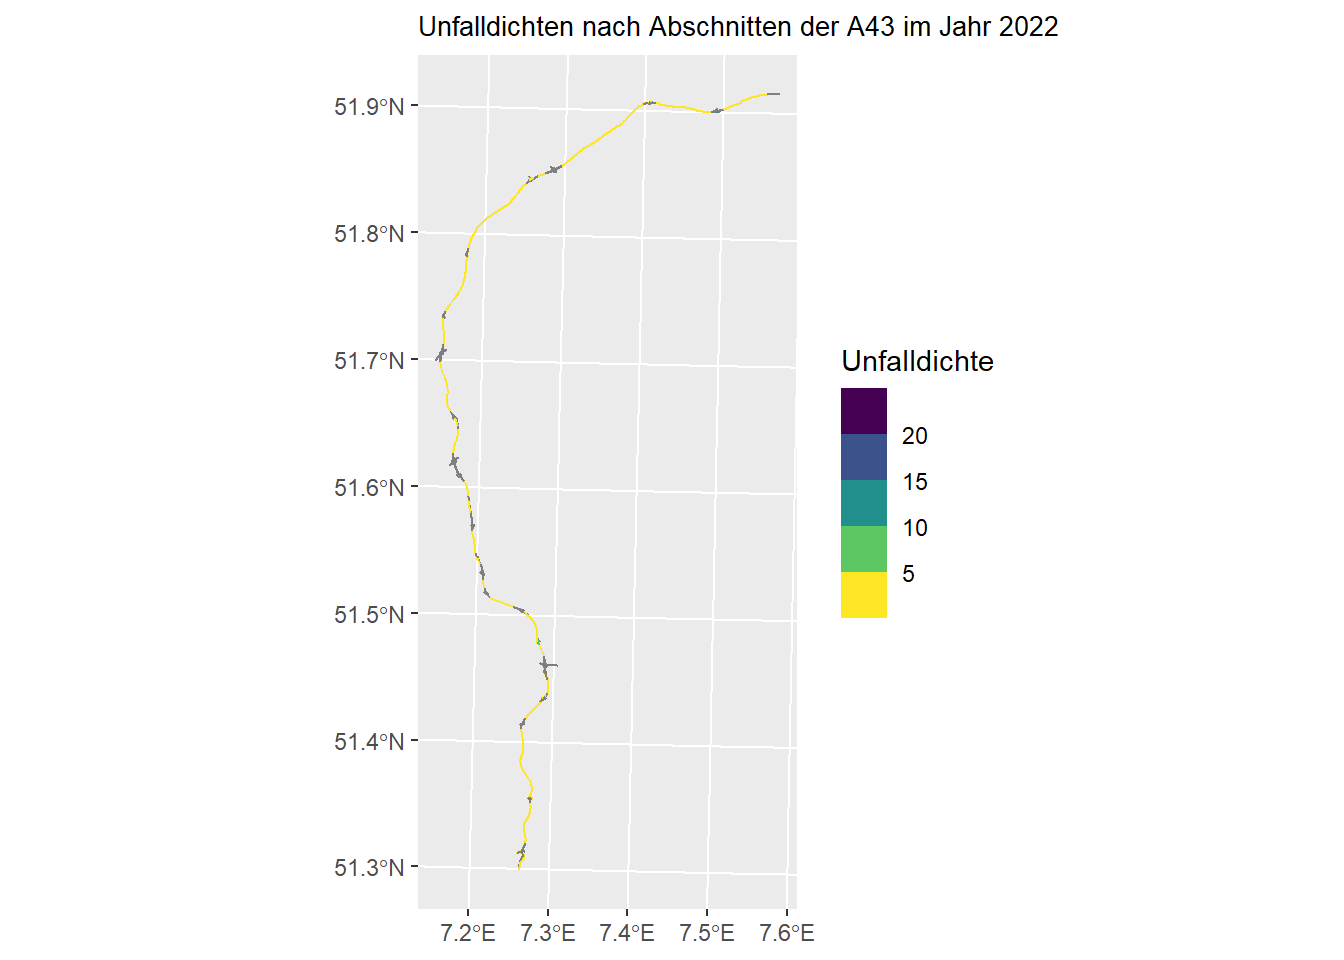 Unfalldichten nach Abschnitten der A43 im Jahr 2022
51.9°N
51.8°N
51.7°N
51.6°N
51.5°N
51.4°N
51.3°N
7.2°E 7.3°E 7.4°E 7.5°E 7.6°E
Unfalldichte
20
15
10
5